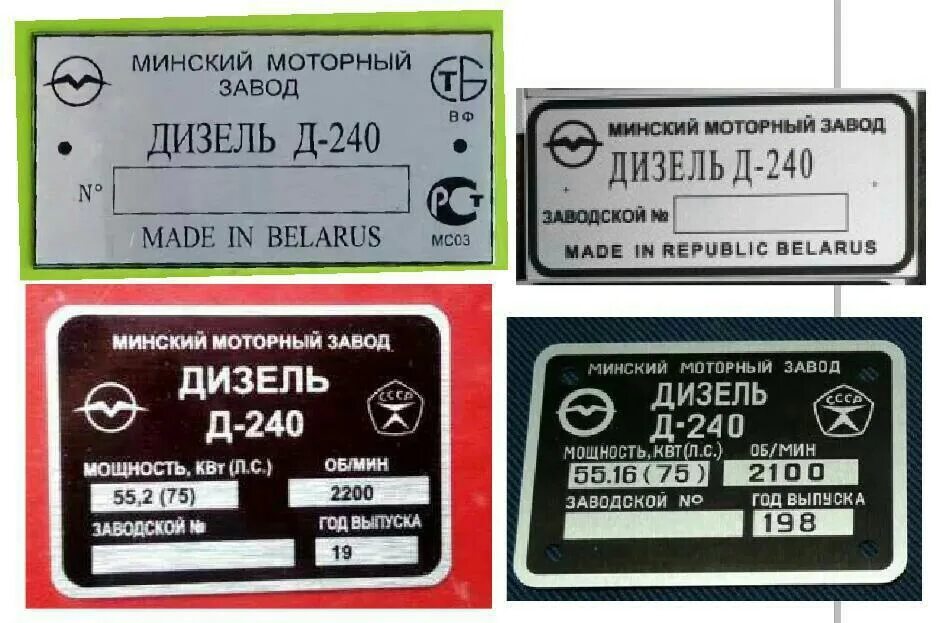 МИНСКИЙ МОТОРНЫЙ
ЗАВОД
ТБ
ВФ
ДИЗЕЛЬ Д-240
N°
РСТ
МС03
MADE IN BELARUS
МИНСКИЙ МОТОРНЫЙ ЗАВОД
ДИЗЕЛЬ Д-240
ЗАВОДСКОЙ №
MADE IN REPUBLIC BELARUS
МИНСКИЙ МОТОРНЫЙ ЗАВОД
ДИЗЕЛЬ
Д-240
СССР
МОЩНОСТЬ, КВт (Л.С.) ОБ/МИН
55,2 (75) 2200
ЗАВОДСКОЙ № ГОД ВЫПУСКА
19
МИНСКИЙ МОТОРНЫЙ ЗАВОД
ДИЗЕЛЬ
Д-240
СССР
МОЩНОСТЬ, КВт(Л.С.) ОБ/МИН
55.16 (75) 2100
ЗАВОДСКОЙ № ГОД ВЫПУСКА
198